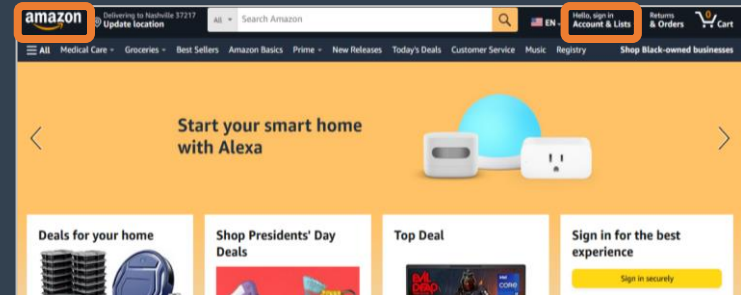 amazon
Delivering to Nashville 37217
Update location
All
Search Amazon
EN
Hello, sign in
Account & Lists
Returns
& Orders
0
Cart
All
Medical Care
Groceries
Best Sellers
Amazon Basics
Prime
New Releases
Today's Deals
Customer Service
Music
Registry
Shop Black-owned businesses
Start your smart home
with Alexa
Deals for your home
Shop Presidents' Day
Deals
Top Deal
Sign in for the best
experience
Sign in securely
EVIL
DEAD
CORE